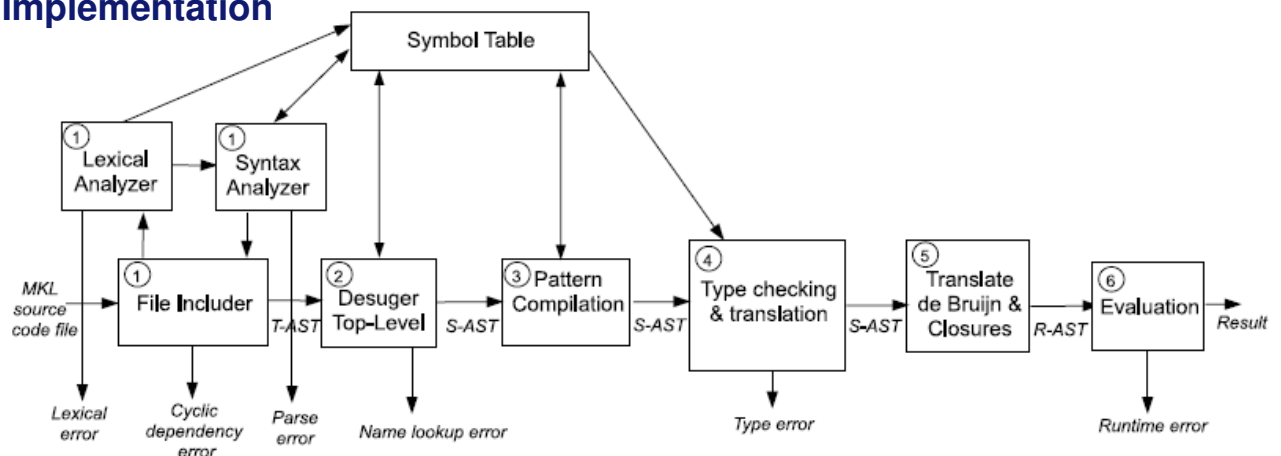 Implementation
Symbol Table
1
Lexical
Analyzer
1
Syntax
Analyzer
MKL
source
code file
1
File Includer
T-AST
2
Desuger
Top-Level
S-AST
3
Pattern
Compilation
S-AST
4
Type checking
& translation
S-AST
5
Translate
de Bruijn &
Closures
R-AST
6
Evaluation
Result
Lexical
error
Cyclic
dependency
error
Parse
error
Name lookup error
Type error
Runtime error